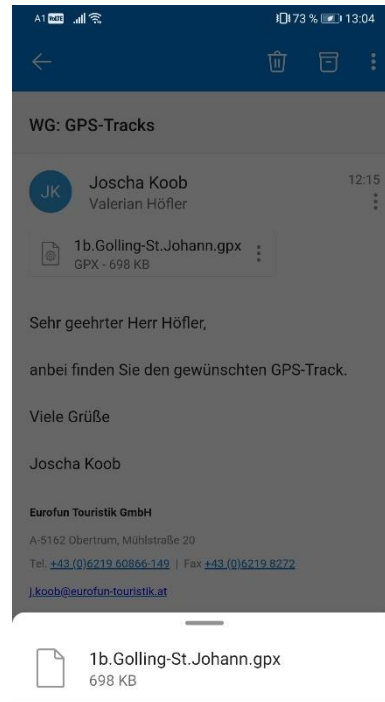 A1 VoLTE 73 % 13:04
WG: GPS-Tracks
JK Joscha Koob 12:15
Valerian Höfler
1b.Golling-St.Johann.gpx
GPX - 698 KB
Sehr geehrter Herr Höfler,
anbei finden Sie den gewünschten GPS-Track.
Viele Grüße
Joscha Koob
Eurofun Touristik GmbH
A-5162 Obertrum, Mühlstraße 20
Tel. +43 (0)6219 60866-149 | Fax +43 (0)6219 8272
j.koob@eurofun-touristik.at
1b.Golling-St.Johann.gpx
698 KB